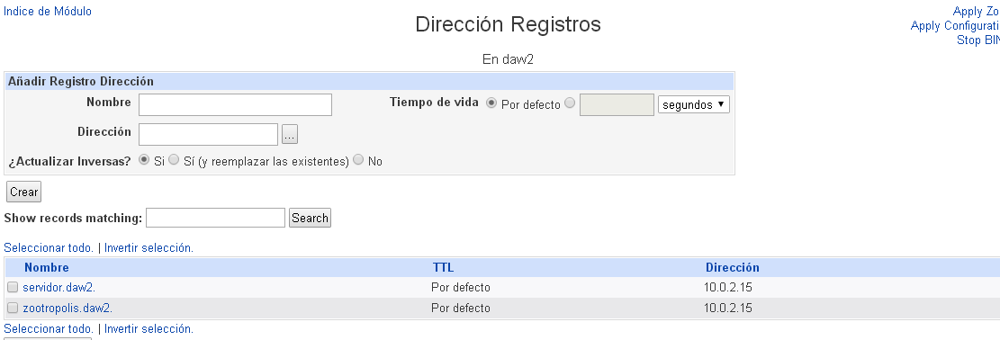 Indice de Módulo
Apply Zo
Dirección Registros
Apply Configurati
Stop BIN
En daw2
Añadir Registro Dirección
Nombre Tiempo de vida Por defecto segundos
Dirección ...
¿Actualizar Inversas? Si Sí (y reemplazar las existentes) No
Crear
Show records matching: Search
Seleccionar todo. | Invertir selección.
Nombre TTL Dirección
servidor.daw2. Por defecto 10.0.2.15
zootropolis.daw2. Por defecto 10.0.2.15
Seleccionar todo. | Invertir selección.